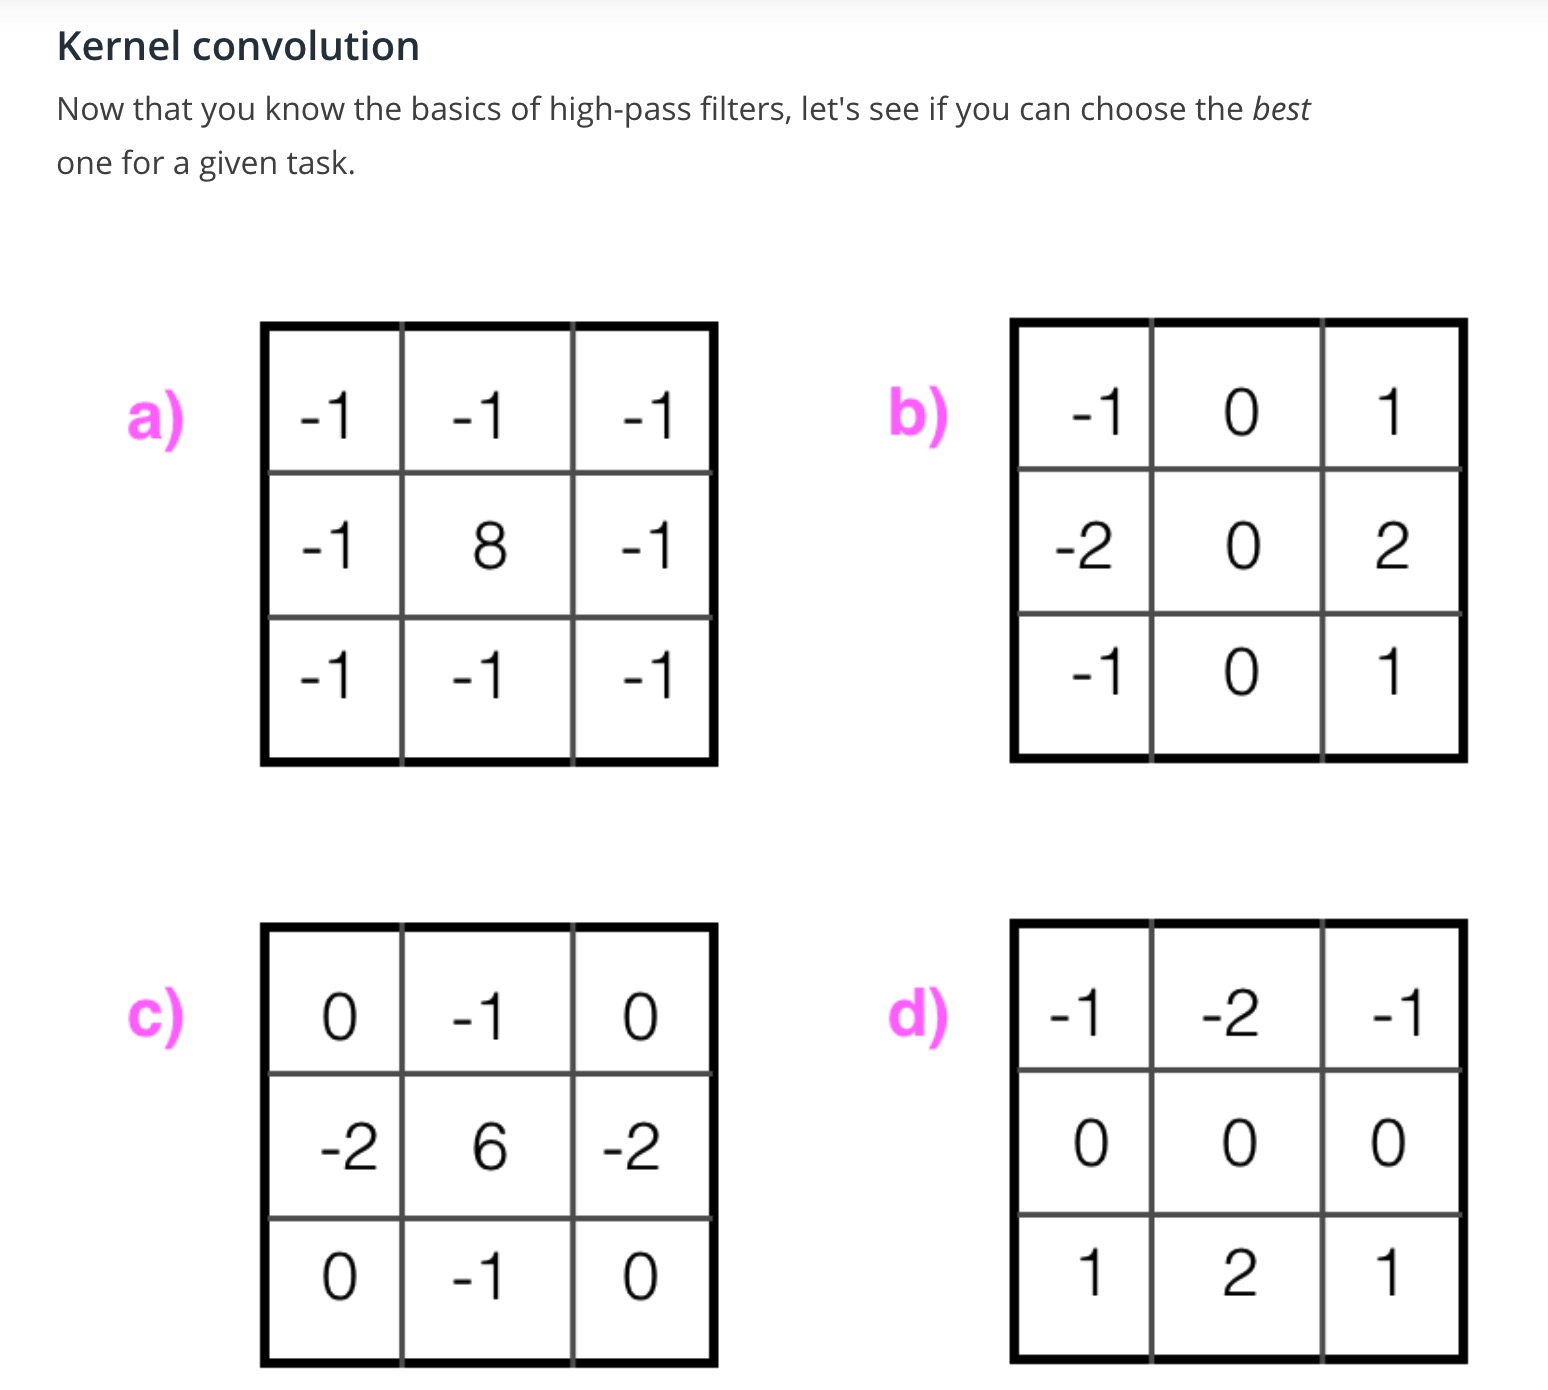 Kernel convolution
Now that you know the basics of high-pass filters, let's see if you can choose the best
one for a given task.
a)
-1 -1 -1
-1 8 -1
-1 -1 -1
b)
-1 0 1
-2 0 2
-1 0 1
c)
0 -1 0
-2 6 -2
0 -1 0
d)
-1 -2 -1
0 0 0
1 2 1